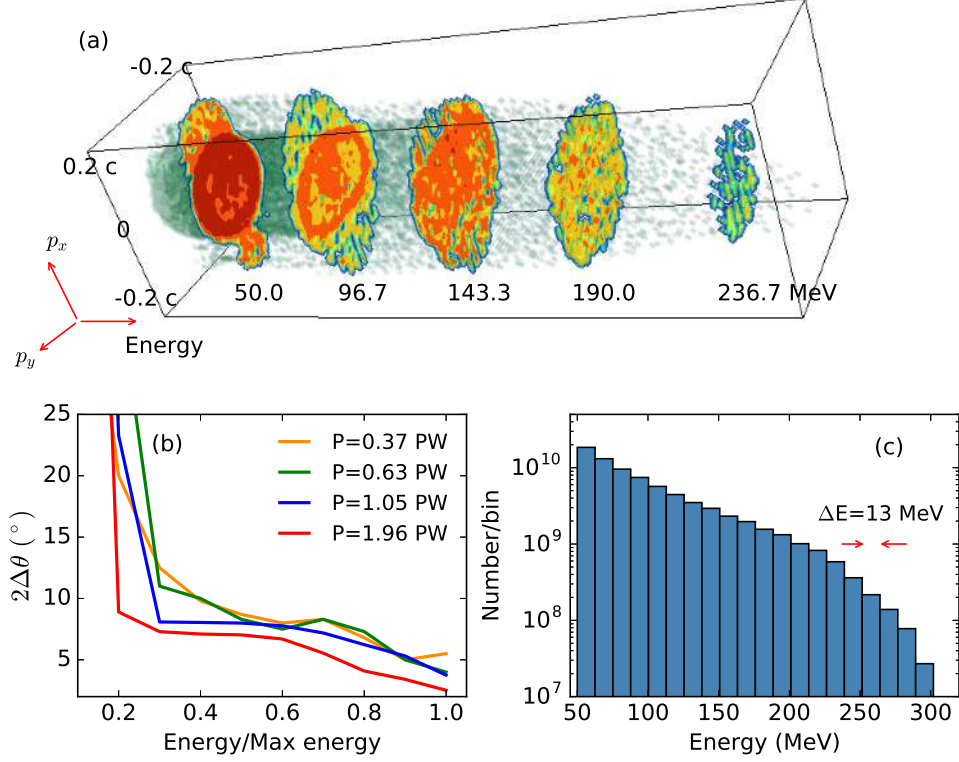 (a)
-0.2 c
0.2 c
0
-0.2 c
p_x
p_y
Energy
50.0 96.7 143.3 190.0 236.7 MeV
(b)
25
20
15
10
5
2Δθ (°)
P=0.37 PW
P=0.63 PW
P=1.05 PW
P=1.96 PW
0.2 0.4 0.6 0.8 1.0
Energy/Max energy
(c)
10^10
10^9
10^8
10^7
Number/bin
ΔE=13 MeV
50 100 150 200 250 300
Energy (MeV)